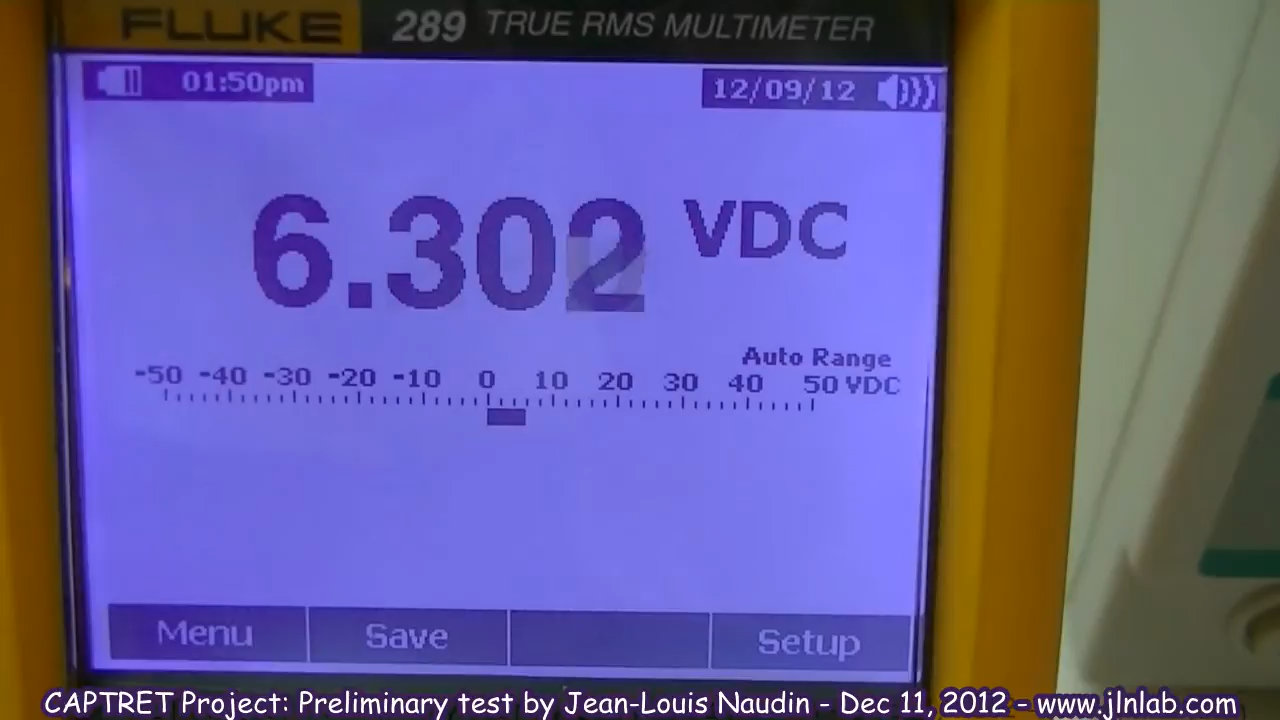 FLUKE 289 TRUE RMS MULTIMETER
01:50pm 12/09/12
6.302 VDC
Auto Range
-50 -40 -30 -20 -10 0 10 20 30 40 50 VDC
Menu Save Setup
CAPTRET Project: Preliminary test by Jean-Louis Naudin - Dec 11, 2012 - www.jlnlab.com